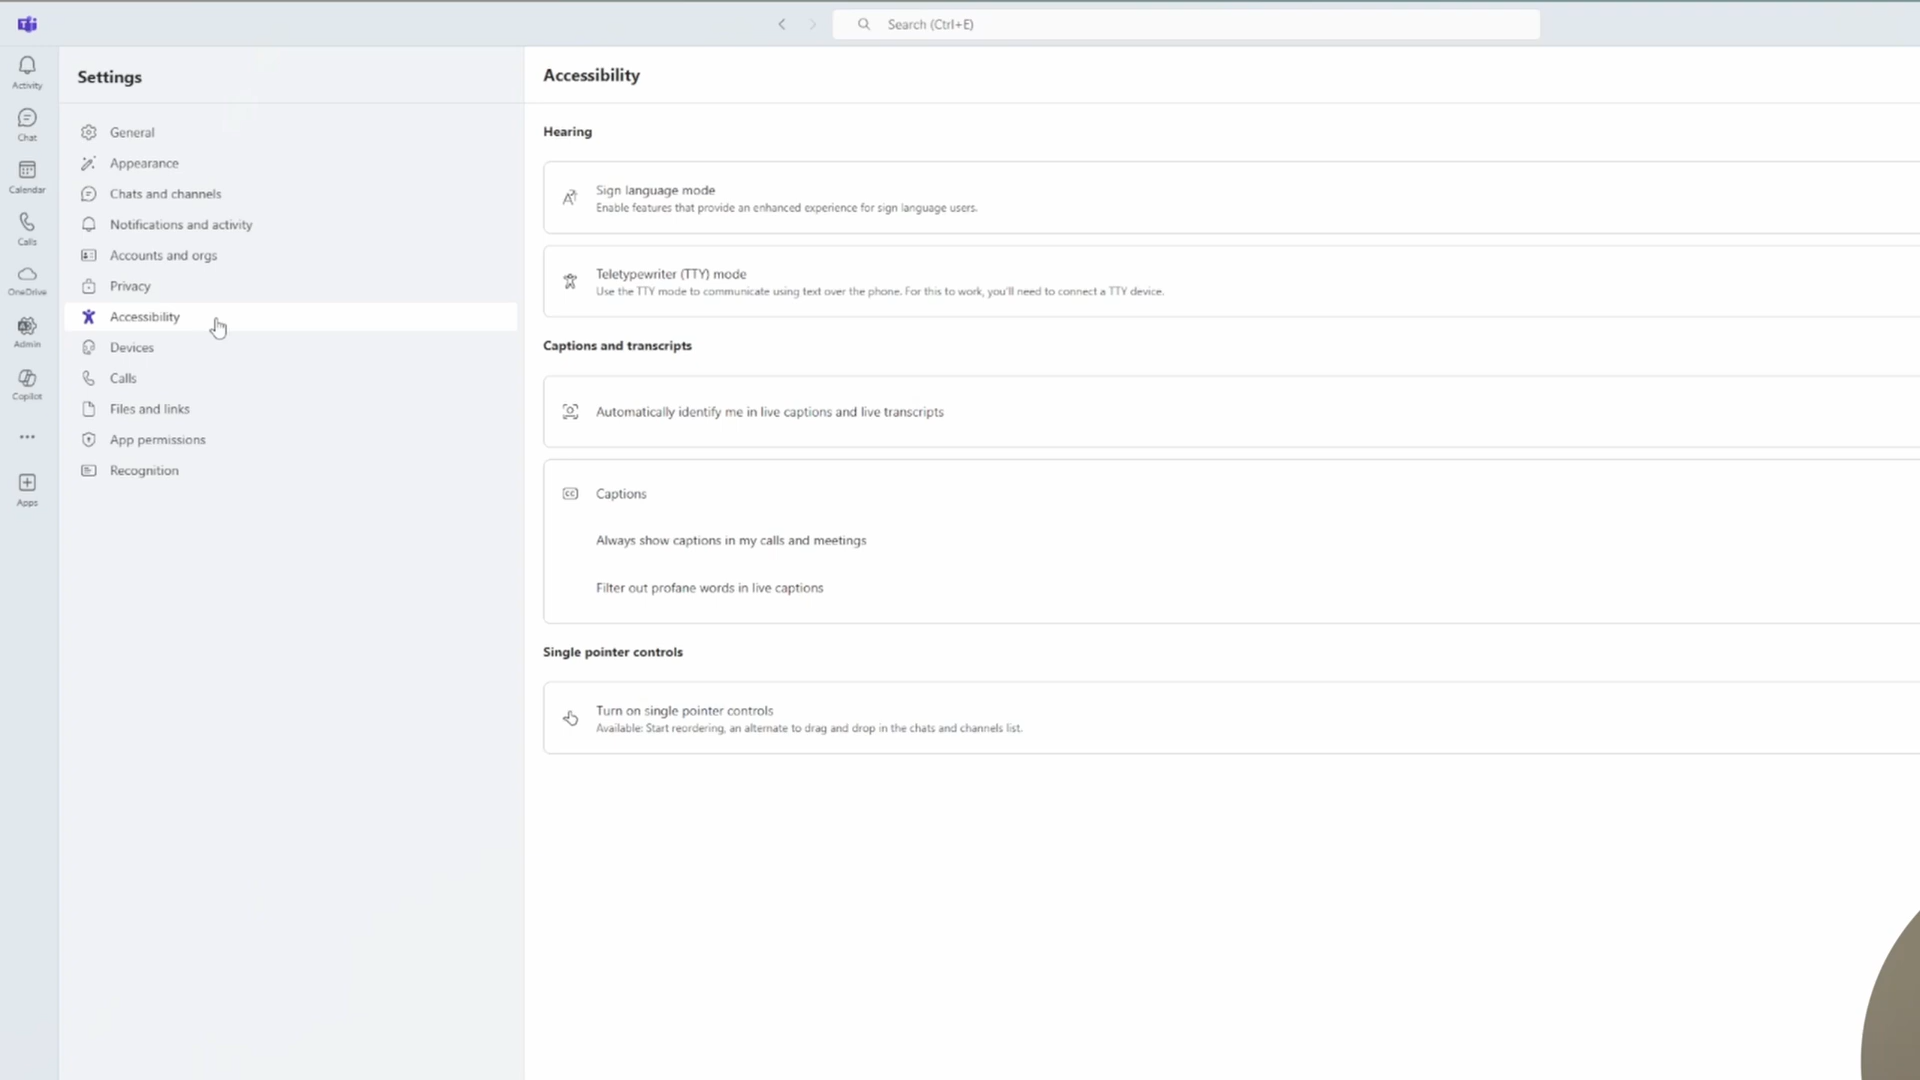 Search (Ctrl+E)
Activity
Chat
Calendar
Calls
OneDrive
Admin
Copilot
Apps
Settings
General
Appearance
Chats and channels
Notifications and activity
Accounts and orgs
Privacy
Accessibility
Devices
Calls
Files and links
App permissions
Recognition
Accessibility
Hearing
Sign language mode
Enable features that provide an enhanced experience for sign language users.
Teletypewriter (TTY) mode
Use the TTY mode to communicate using text over the phone. For this to work, you'll need to connect a TTY device.
Captions and transcripts
Automatically identify me in live captions and live transcripts
CC Captions
Always show captions in my calls and meetings
Filter out profane words in live captions
Single pointer controls
Turn on single pointer controls
Available: Start reordering, an alternate to drag and drop in the chats and channels list.